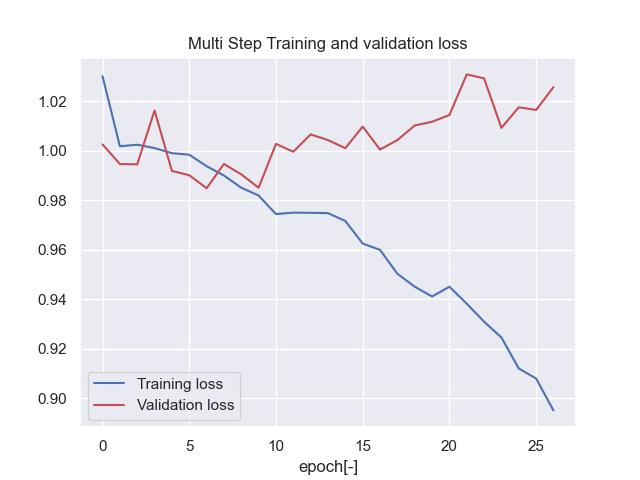 Multi Step Training and validation loss
1.02
1.00
0.98
0.96
0.94
0.92
0.90
Training loss
Validation loss
0 5 10 15 20 25
epoch[-]